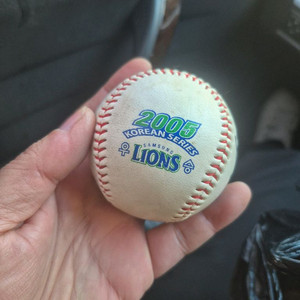 2005
KOREAN SERIES
SAMSUNG
LIONS